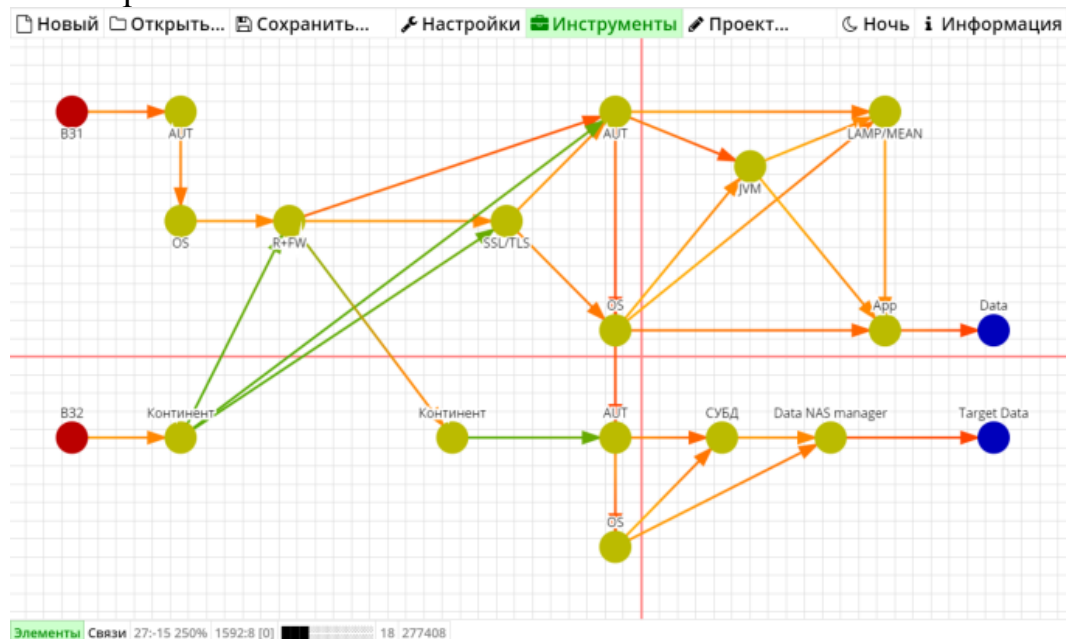 Новый Открыть... Сохранить... Настройки Инструменты Проект... Ночь Информация
ВЗ1 AUT AUT LAMP/MEAN
JVM
OS R+FW SSL/TLS
OS App Data
ВЗ2 Континент Континент AUT СУБД Data NAS manager Target Data
OS
Элементы Связи 27:-15 250% 1592:8 [0] 18 277408